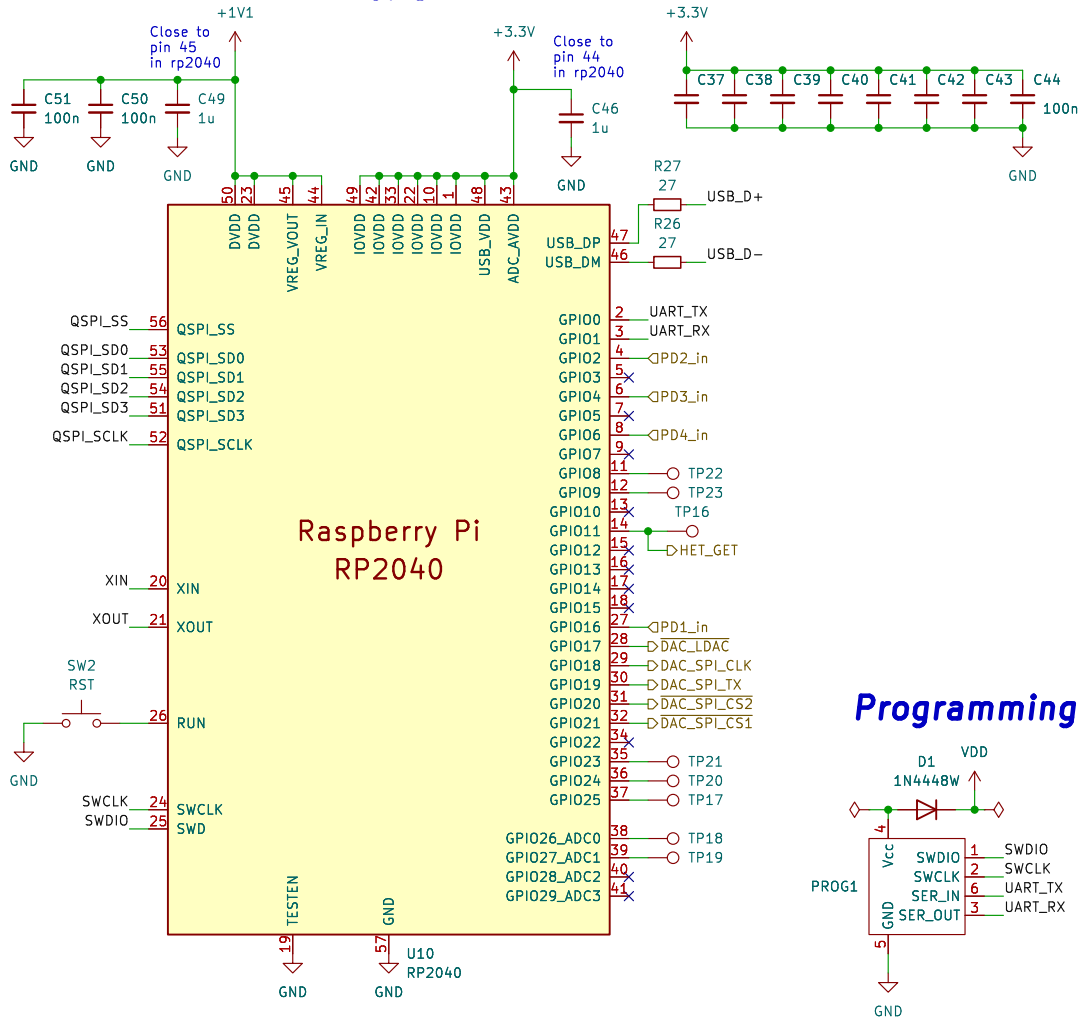 +1V1
Close to
pin 45
in rp2040
+3.3V
Close to
pin 44
in rp2040
+3.3V
C51
100n
C50
100n
C49
1u
C46
1u
C37
C38
C39
C40
C41
C42
C43
C44
100n
GND
GND
GND
GND
GND
50
23
45
44
49
42
33
22
10
1
48
43
DVDD
DVDD
VREG_VOUT
VREG_IN
IOVDD
IOVDD
IOVDD
IOVDD
IOVDD
IOVDD
USB_VDD
ADC_AVDD
R27
27
USB_D+
R26
27
USB_D-
USB_DP 47
USB_DM 46
QSPI_SS 56 QSPI_SS
QSPI_SD0 53 QSPI_SD0
QSPI_SD1 55 QSPI_SD1
QSPI_SD2 54 QSPI_SD2
QSPI_SD3 51 QSPI_SD3
QSPI_SCLK 52 QSPI_SCLK
XIN 20 XIN
XOUT 21 XOUT
SW2
RST
26 RUN
GND
SWCLK 24 SWCLK
SWDIO 25 SWD
Raspberry Pi
RP2040
GPIO0 2 UART_TX
GPIO1 3 UART_RX
GPIO2 4 PD2_in
GPIO3 5
GPIO4 6 PD3_in
GPIO5 7
GPIO6 8 PD4_in
GPIO7 9
GPIO8 11 TP22
GPIO9 12 TP23
GPIO10 13
TP16
GPIO11 14
GPIO12 15 HET_GET
GPIO13 16
GPIO14 17
GPIO15 18
GPIO16 27 PD1_in
GPIO17 28 DAC_LDAC
GPIO18 29 DAC_SPI_CLK
GPIO19 30 DAC_SPI_TX
GPIO20 31 DAC_SPI_CS2
GPIO21 32 DAC_SPI_CS1
GPIO22 34
GPIO23 35 TP21
GPIO24 36 TP20
GPIO25 37 TP17
GPIO26_ADC0 38 TP18
GPIO27_ADC1 39 TP19
GPIO28_ADC2 40
GPIO29_ADC3 41
TESTEN
19
GND
GND
57
GND
U10
RP2040
Programming
VDD
D1
1N4448W
4
Vcc
PROG1
SWDIO 1 SWDIO
SWCLK 2 SWCLK
SER_IN 6 UART_TX
SER_OUT 3 UART_RX
GND
5
GND